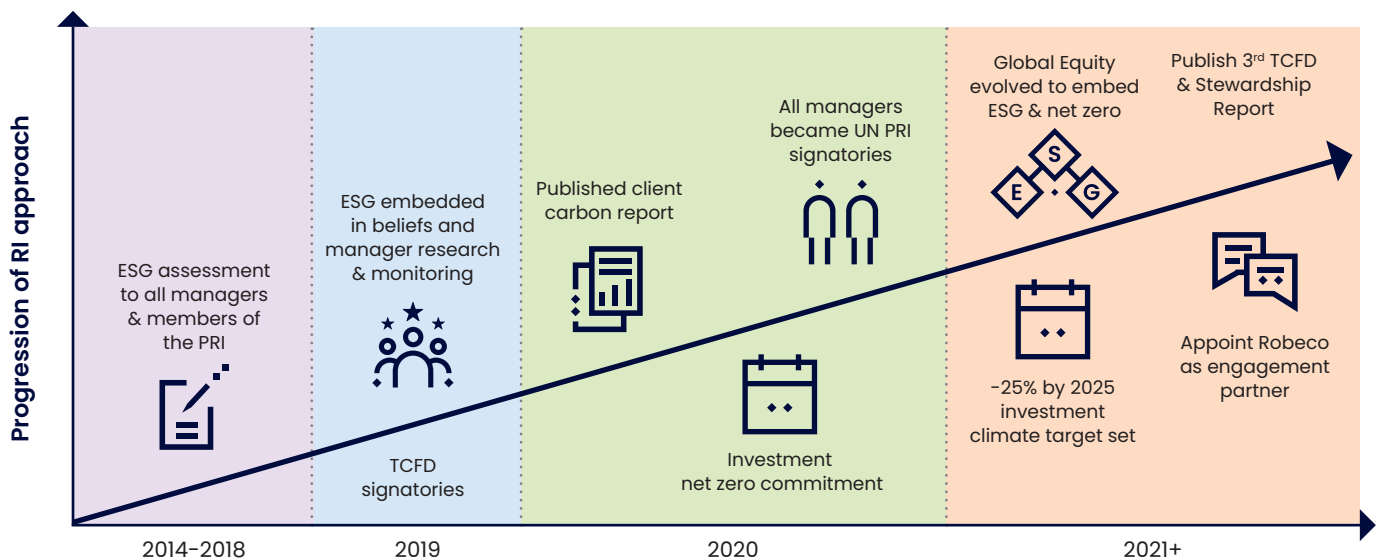 Progression of RI approach
ESG assessment
to all managers
& members of
the PRI
ESG embedded
in beliefs and
manager research
& monitoring
TCFD
signatories
Published client
carbon report
All managers
became UN PRI
signatories
Investment
net zero commitment
Global Equity
evolved to embed
ESG & net zero
E
S
G
Publish 3rd TCFD
& Stewardship
Report
-25% by 2025
investment
climate target set
Appoint Robeco
as engagement
partner
2014-2018
2019
2020
2021+